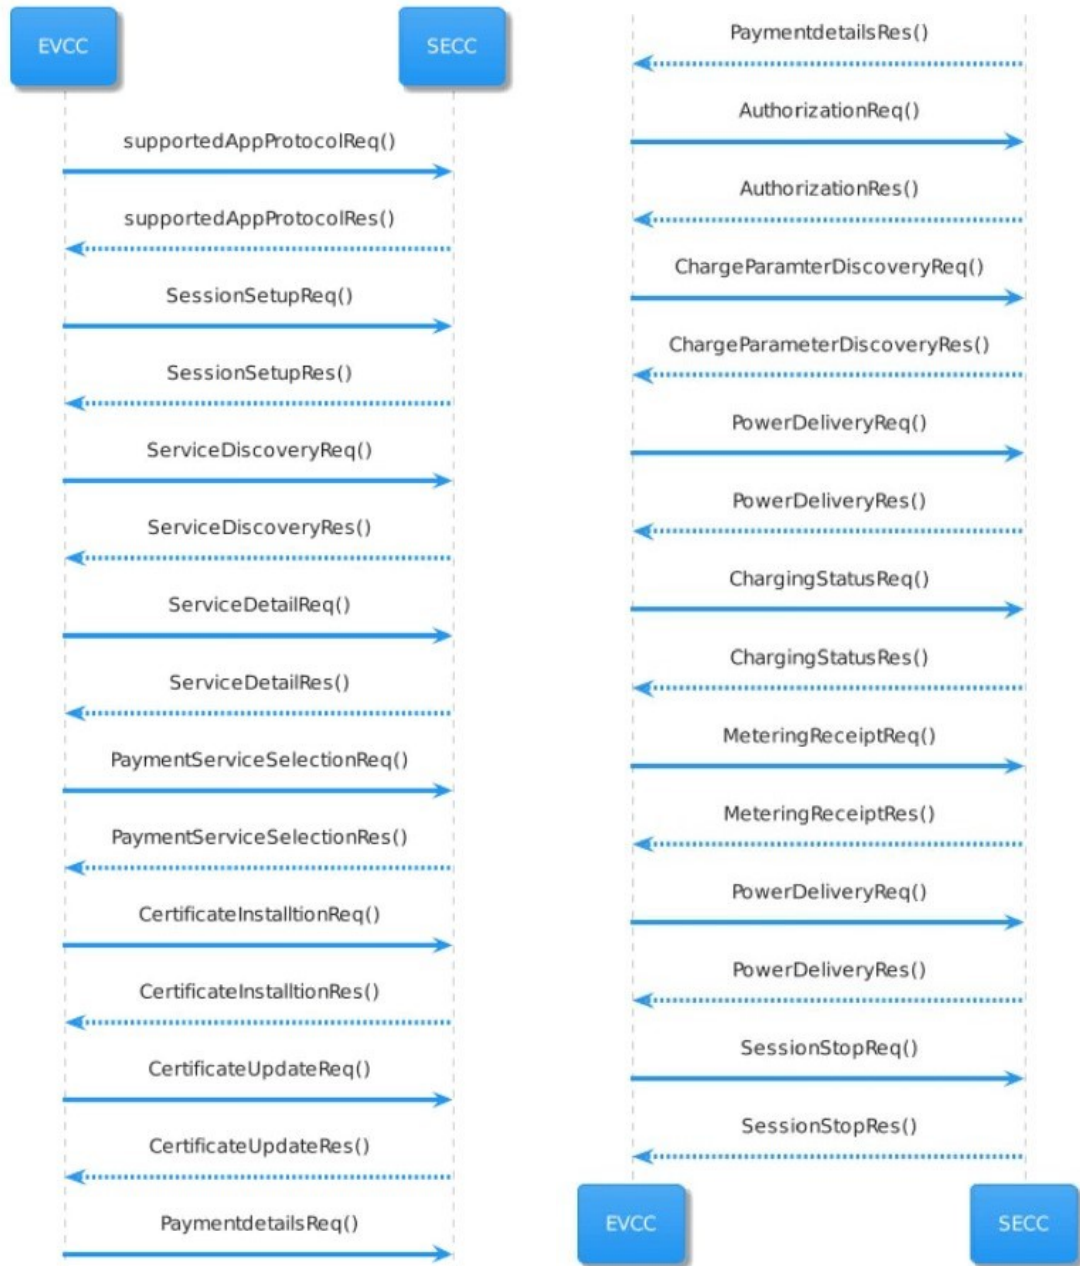 EVCC
SECC
supportedAppProtocolReq()
supportedAppProtocolRes()
SessionSetupReq()
SessionSetupRes()
ServiceDiscoveryReq()
ServiceDiscoveryRes()
ServiceDetailReq()
ServiceDetailRes()
PaymentServiceSelectionReq()
PaymentServiceSelectionRes()
CertificateInstalltionReq()
CertificateInstalltionRes()
CertificateUpdateReq()
CertificateUpdateRes()
PaymentdetailsReq()
PaymentdetailsRes()
AuthorizationReq()
AuthorizationRes()
ChargeParamterDiscoveryReq()
ChargeParameterDiscoveryRes()
PowerDeliveryReq()
PowerDeliveryRes()
ChargingStatusReq()
ChargingStatusRes()
MeteringReceiptReq()
MeteringReceiptRes()
PowerDeliveryReq()
PowerDeliveryRes()
SessionStopReq()
SessionStopRes()
EVCC
SECC